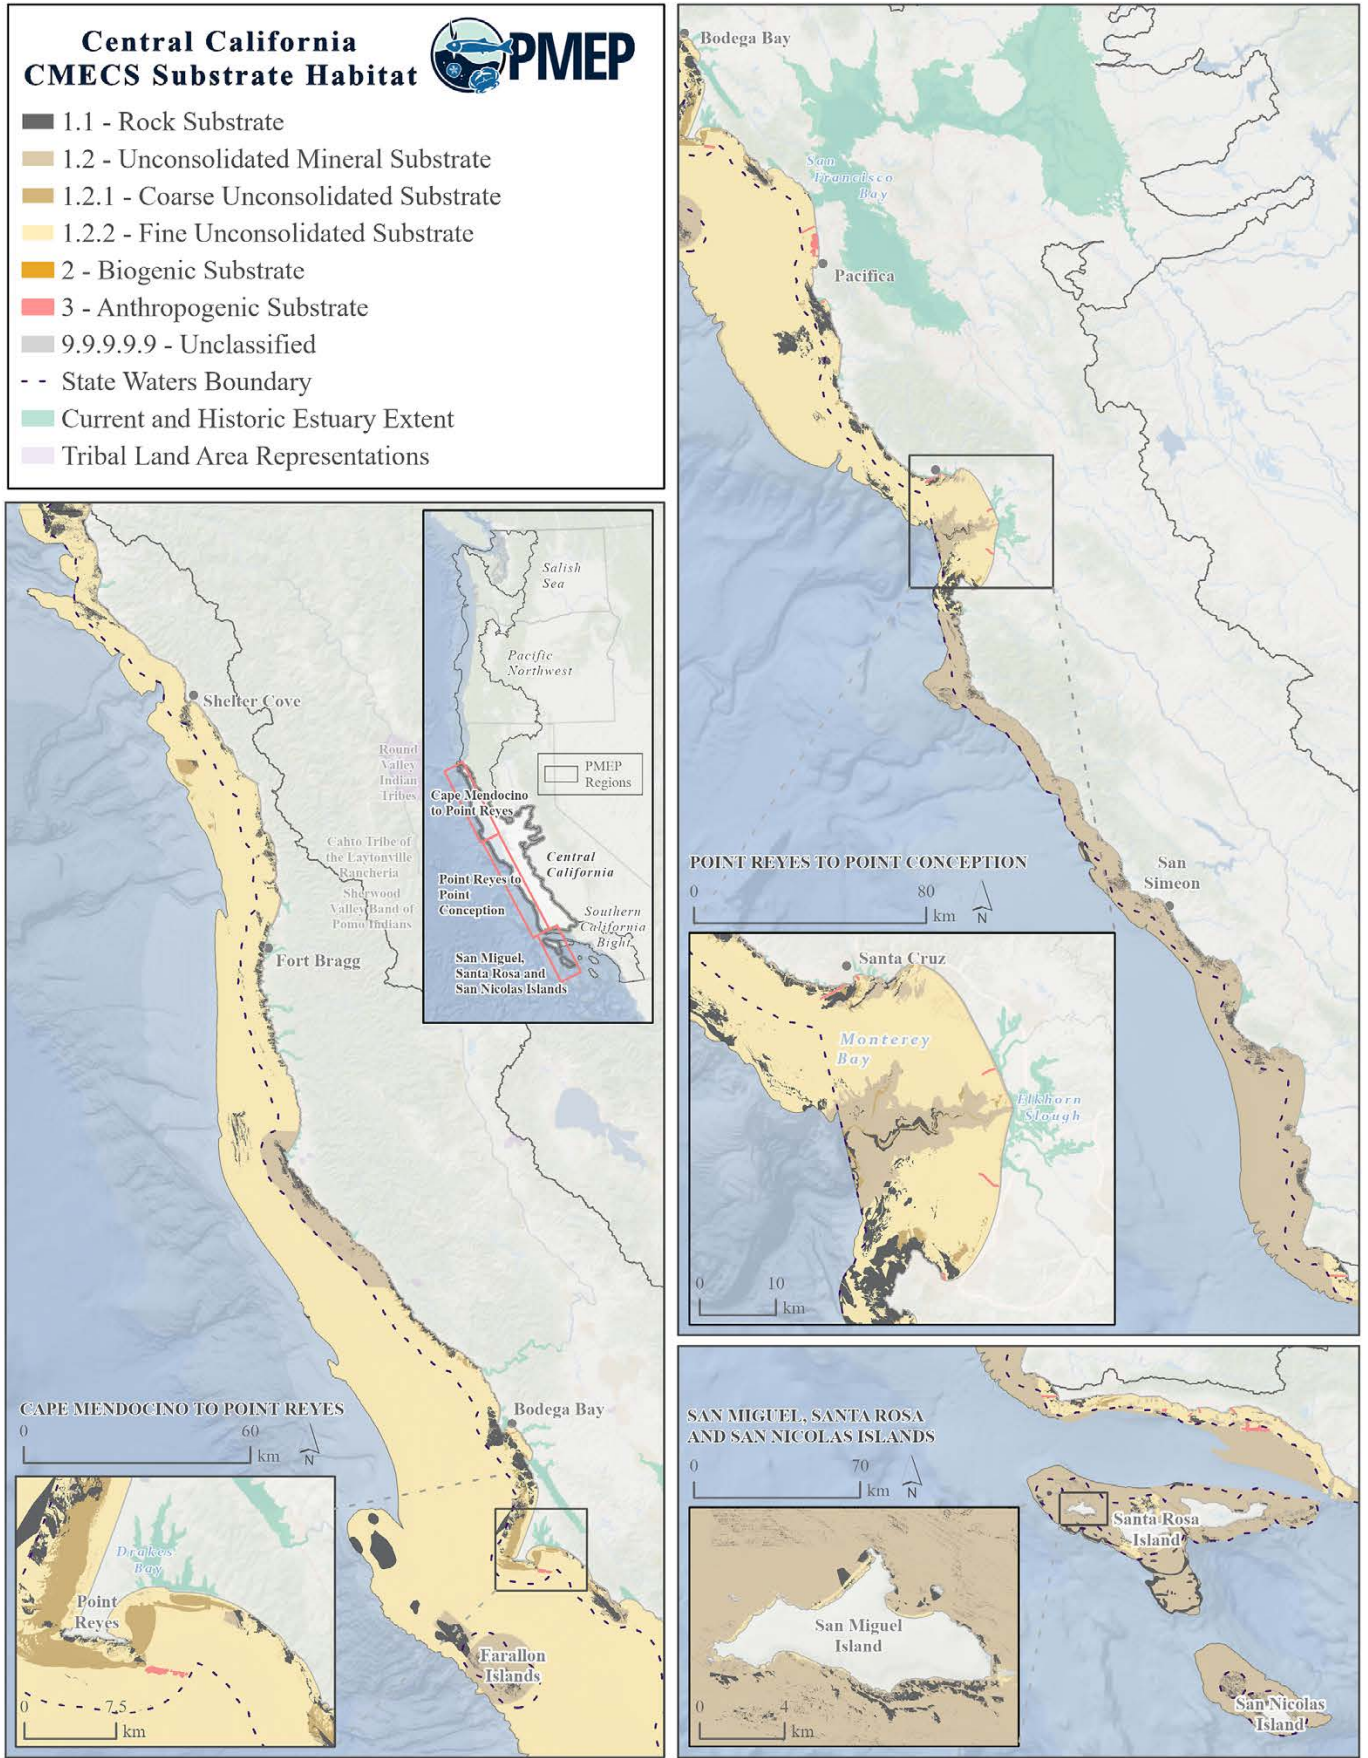 Central California
CMECS Substrate Habitat
PMEP
1.1 - Rock Substrate
1.2 - Unconsolidated Mineral Substrate
1.2.1 - Coarse Unconsolidated Substrate
1.2.2 - Fine Unconsolidated Substrate
2 - Biogenic Substrate
3 - Anthropogenic Substrate
9.9.9.9.9 - Unclassified
State Waters Boundary
Current and Historic Estuary Extent
Tribal Land Area Representations
Shelter Cove
Round
Valley
Indian
Tribes
Cahto Tribe of
the Laytonville
Rancheria
Sherwood
Valley Band of
Pomo Indians
Fort Bragg
Bodega Bay
Farallon
Islands
CAPE MENDOCINO TO POINT REYES
0 60
km
N
Drakes
Bay
Point
Reyes
0 7.5
km
Salish
Sea
Pacific
Northwest
PMEP
Regions
Cape Mendocino
to Point Reyes
Central
California
Point Reyes to
Point
Conception
Southern
California
Bight
San Miguel,
Santa Rosa and
San Nicolas Islands
Bodega Bay
San
Francisco
Bay
Pacifica
POINT REYES TO POINT CONCEPTION
0 80
km
N
San
Simeon
Santa Cruz
Monterey
Bay
Elkhorn
Slough
0 10
km
SAN MIGUEL, SANTA ROSA
AND SAN NICOLAS ISLANDS
0 70
km
N
Santa Rosa
Island
San Miguel
Island
0 4
km
San Nicolas
Island